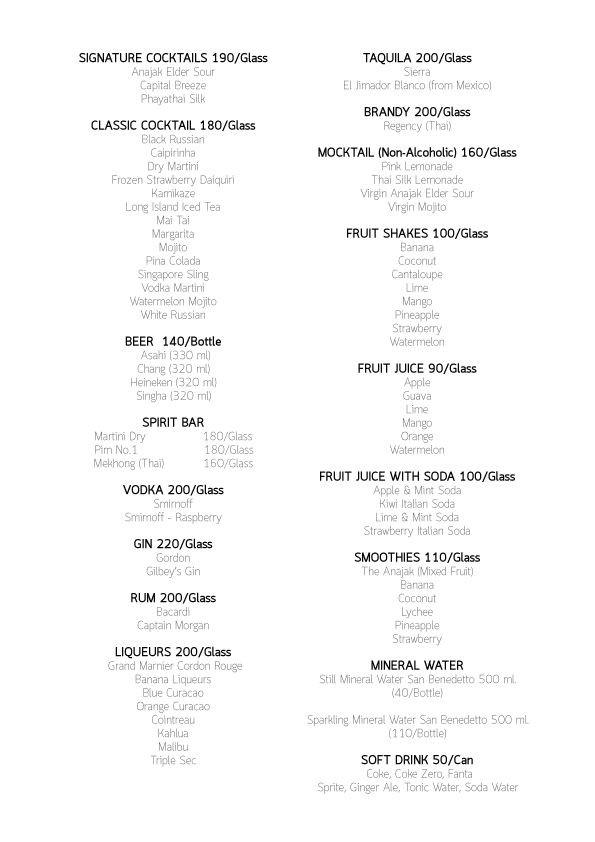 SIGNATURE COCKTAILS 190/Glass
Anajak Elder Sour
Capital Breeze
Phayathai Silk
CLASSIC COCKTAIL 180/Glass
Black Russian
Caipirinha
Dry Martini
Frozen Strawberry Daiquiri
Kamikaze
Long Island Iced Tea
Mai Tai
Margarita
Mojito
Pina Colada
Singapore Sling
Vodka Martini
Watermelon Mojito
White Russian
BEER 140/Bottle
Asahi (330 ml)
Chang (320 ml)
Heineken (320 ml)
Singha (320 ml)
SPIRIT BAR
Martini Dry 180/Glass
Pim No.1 180/Glass
Mekhong (Thai) 160/Glass
VODKA 200/Glass
Smirnoff
Smirnoff - Raspberry
GIN 220/Glass
Gordon
Gilbey's Gin
RUM 200/Glass
Bacardi
Captain Morgan
LIQUEURS 200/Glass
Grand Marnier Cordon Rouge
Banana Liqueurs
Blue Curacao
Orange Curacao
Cointreau
Kahlua
Malibu
Triple Sec
TAQUILA 200/Glass
Sierra
El Jimador Blanco (from Mexico)
BRANDY 200/Glass
Regency (Thai)
MOCKTAIL (Non-Alcoholic) 160/Glass
Pink Lemonade
Thai Silk Lemonade
Virgin Anajak Elder Sour
Virgin Mojito
FRUIT SHAKES 100/Glass
Banana
Coconut
Cantaloupe
Lime
Mango
Pineapple
Strawberry
Watermelon
FRUIT JUICE 90/Glass
Apple
Guava
Lime
Mango
Orange
Watermelon
FRUIT JUICE WITH SODA 100/Glass
Apple & Mint Soda
Kiwi Italian Soda
Lime & Mint Soda
Strawberry Italian Soda
SMOOTHIES 110/Glass
The Anajak (Mixed Fruit)
Banana
Coconut
Lychee
Pineapple
Strawberry
MINERAL WATER
Still Mineral Water San Benedetto 500 ml.
(40/Bottle)
Sparkling Mineral Water San Benedetto 500 ml.
(110/Bottle)
SOFT DRINK 50/Can
Coke, Coke Zero, Fanta
Sprite, Ginger Ale, Tonic Water, Soda Water